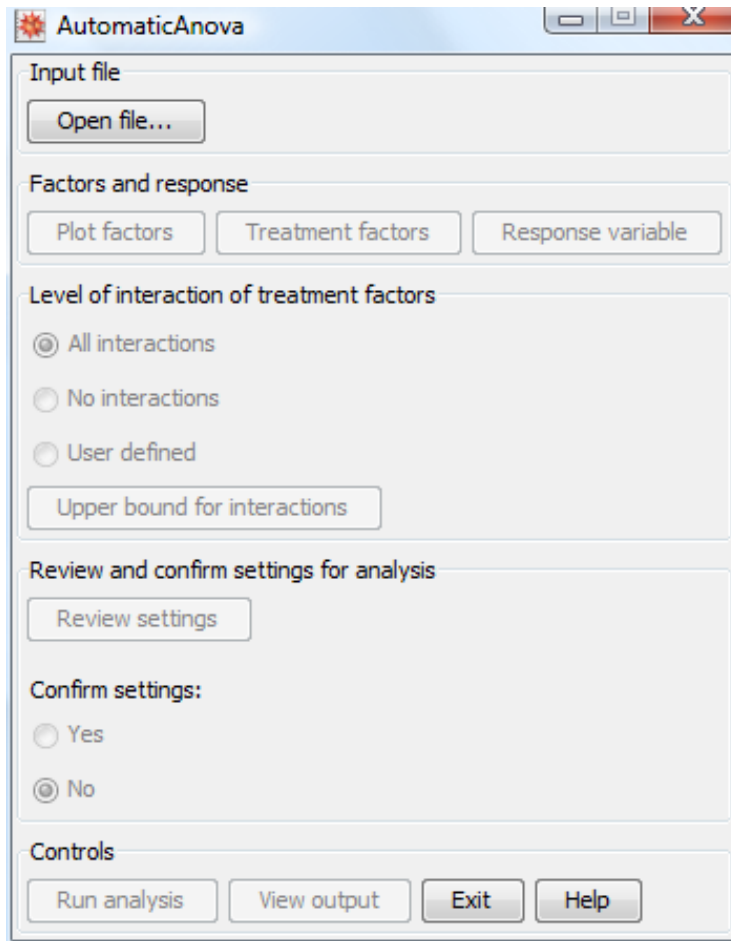 AutomaticAnova
Input file
Open file...
Factors and response
Plot factors Treatment factors Response variable
Level of interaction of treatment factors
All interactions
No interactions
User defined
Upper bound for interactions
Review and confirm settings for analysis
Review settings
Confirm settings:
Yes
No
Controls
Run analysis View output Exit Help